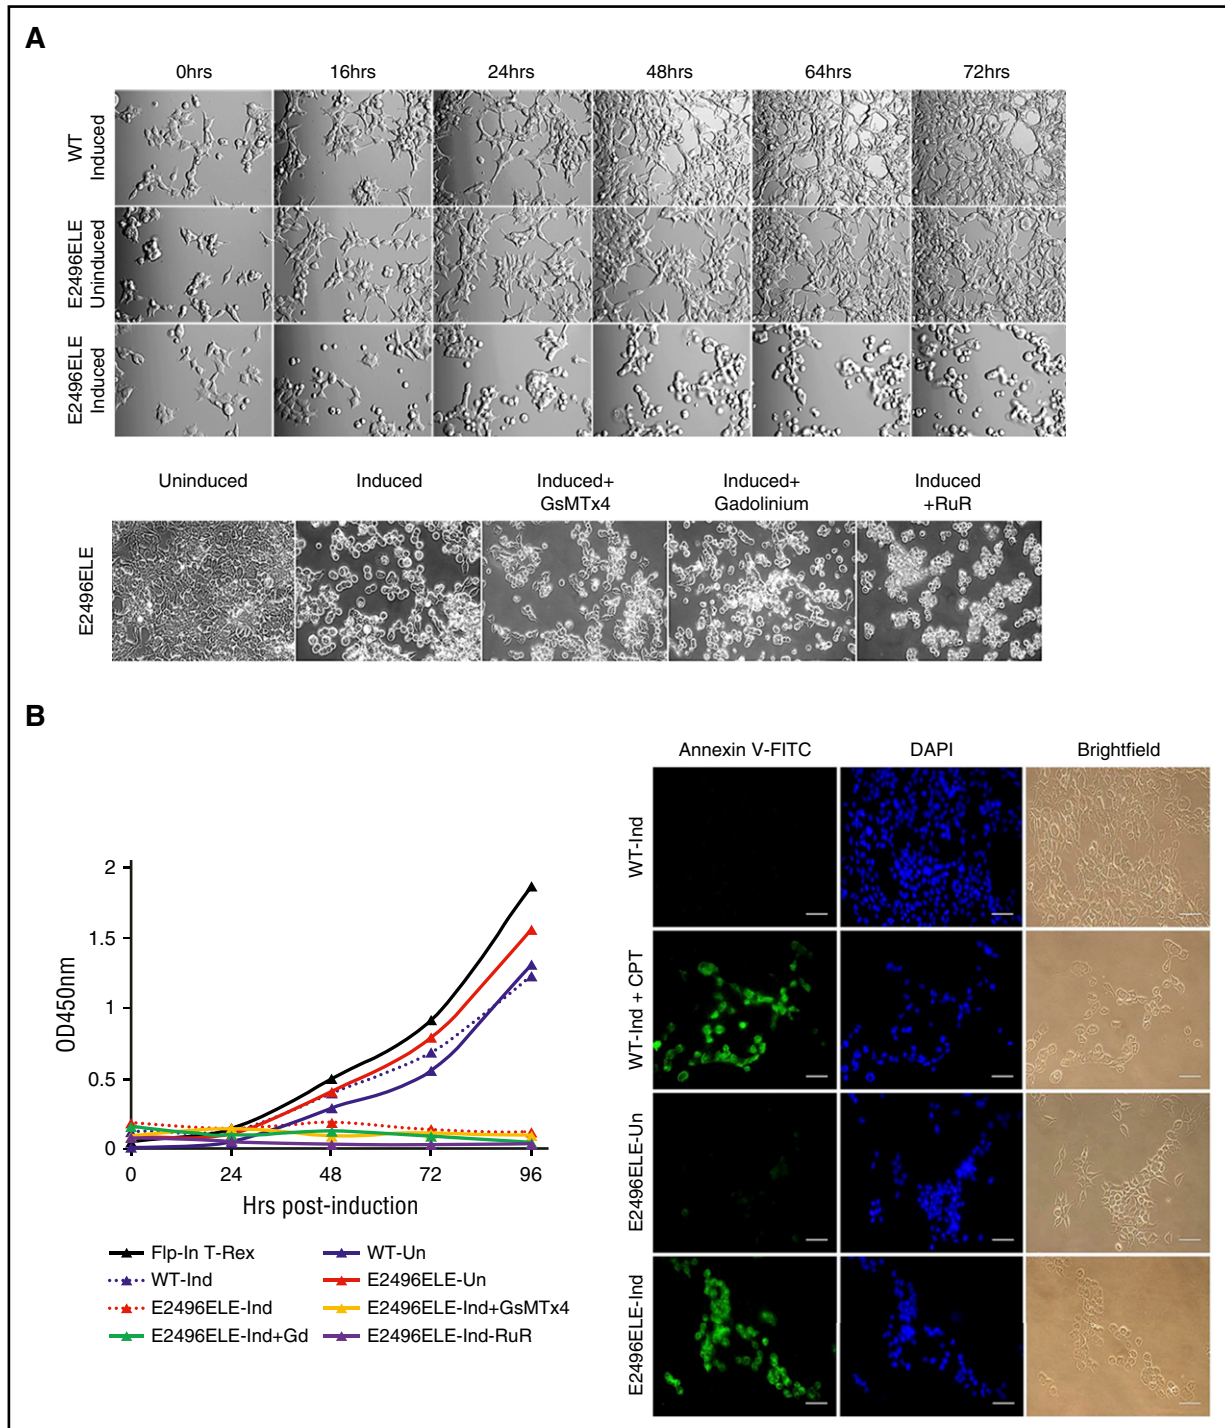 A
0hrs 16hrs 24hrs 48hrs 64hrs 72hrs
WT
Induced
E2496ELE
Uninduced
E2496ELE
Induced
Uninduced Induced Induced+ Induced+ Induced
GsMTx4 Gadolinium +RuR
E2496ELE
B
Annexin V-FITC DAPI Brightfield
WT-Ind
WT-Ind + CPT
E2496ELE-Un
E2496ELE-Ind
OD450nm
2
1.5
1
0.5
0
0 24 48 72 96
Hrs post-induction
Flp-In T-Rex WT-Un
WT-Ind E2496ELE-Un
E2496ELE-Ind E2496ELE-Ind+GsMTx4
E2496ELE-Ind+Gd E2496ELE-Ind-RuR